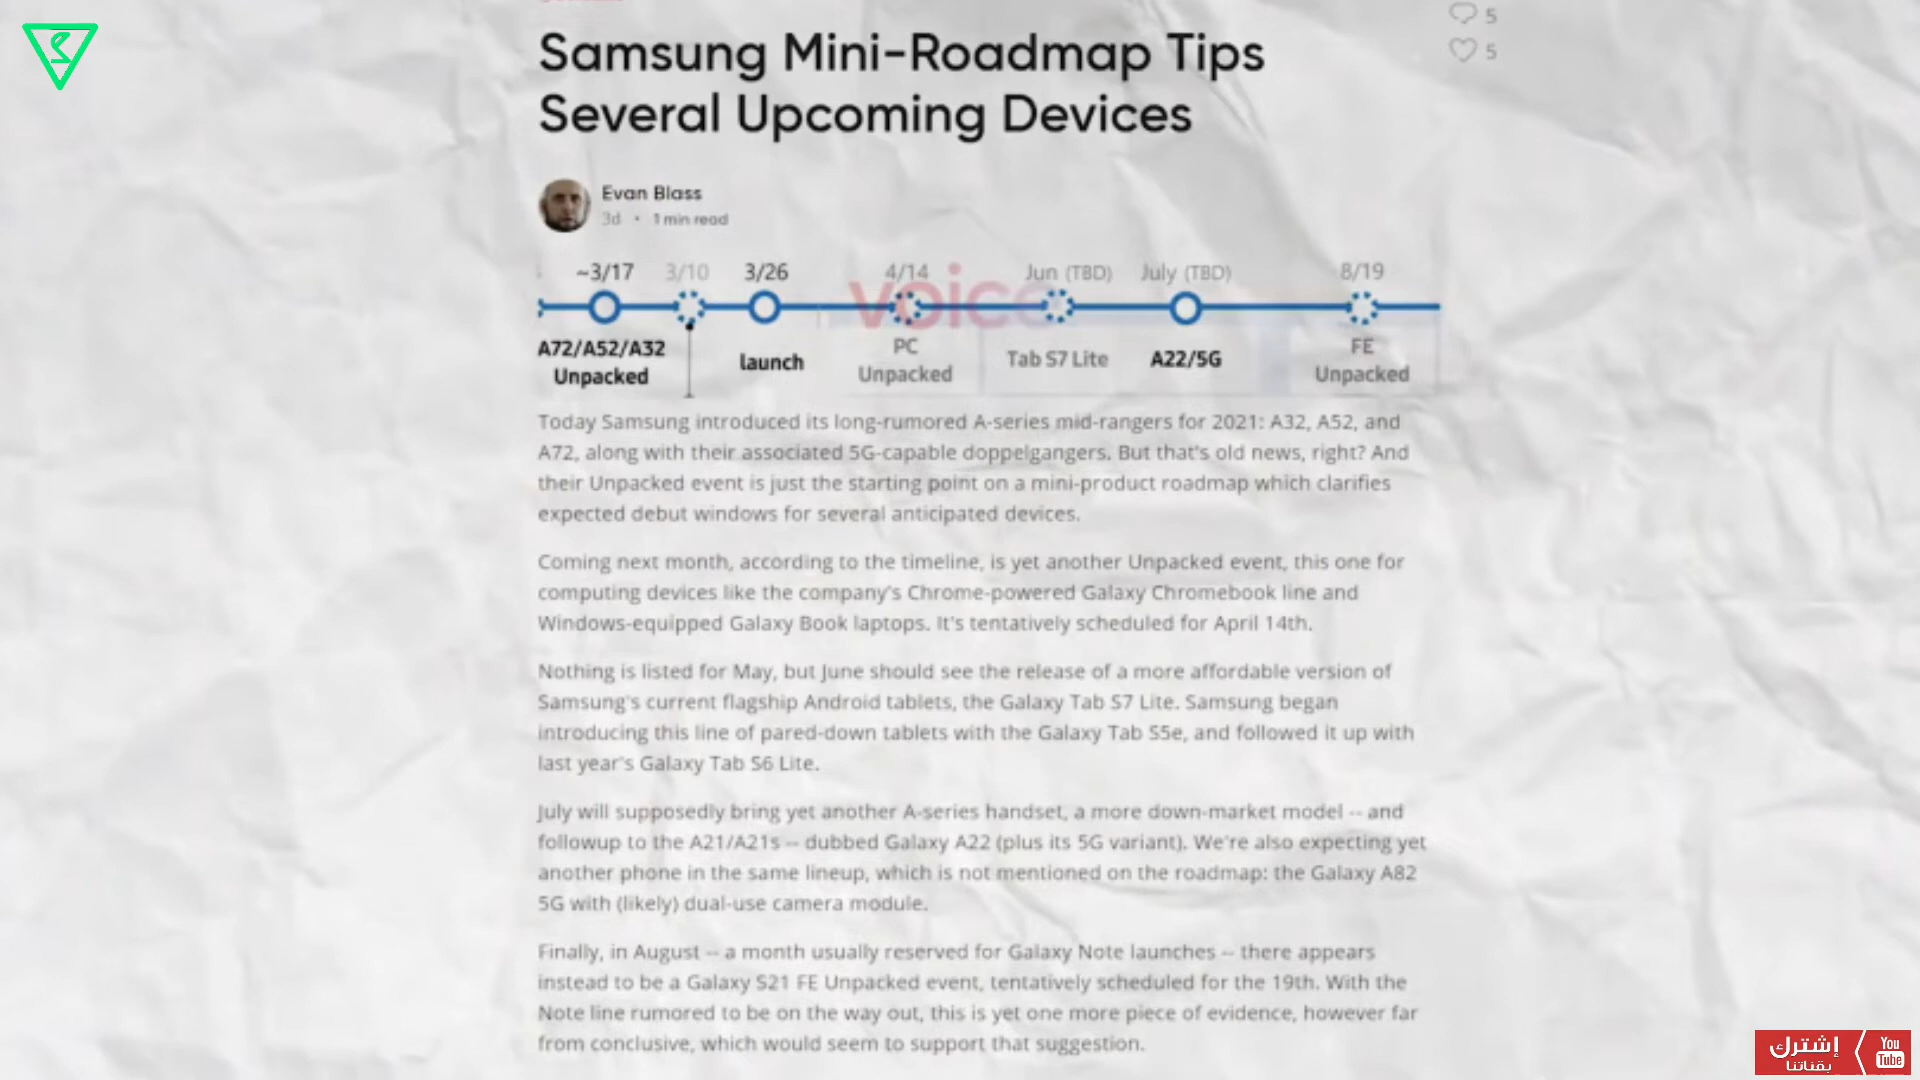 5
5
Samsung Mini-Roadmap Tips
Several Upcoming Devices
Evan Blass
3d • 1 min read
~3/17 3/10 3/26 4/14 Jun (TBD) July (TBD) 8/19
voice
A72/A52/A32
Unpacked
launch
PC
Unpacked
Tab S7 Lite
A22/5G
FE
Unpacked
Today Samsung introduced its long-rumored A-series mid-rangers for 2021: A32, A52, and
A72, along with their associated 5G-capable doppelgangers. But that's old news, right? And
their Unpacked event is just the starting point on a mini-product roadmap which clarifies
expected debut windows for several anticipated devices.
Coming next month, according to the timeline, is yet another Unpacked event, this one for
computing devices like the company's Chrome-powered Galaxy Chromebook line and
Windows-equipped Galaxy Book laptops. It's tentatively scheduled for April 14th.
Nothing is listed for May, but June should see the release of a more affordable version of
Samsung's current flagship Android tablets, the Galaxy Tab S7 Lite. Samsung began
introducing this line of pared-down tablets with the Galaxy Tab S5e, and followed it up with
last year's Galaxy Tab S6 Lite.
July will supposedly bring yet another A-series handset, a more down-market model -- and
followup to the A21/A21s -- dubbed Galaxy A22 (plus its 5G variant). We're also expecting yet
another phone in the same lineup, which is not mentioned on the roadmap: the Galaxy A82
5G with (likely) dual-use camera module.
Finally, in August -- a month usually reserved for Galaxy Note launches -- there appears
instead to be a Galaxy S21 FE Unpacked event, tentatively scheduled for the 19th. With the
Note line rumored to be on the way out, this is yet one more piece of evidence, however far
from conclusive, which would seem to support that suggestion.
إشترك
بقناتنا
You
Tube